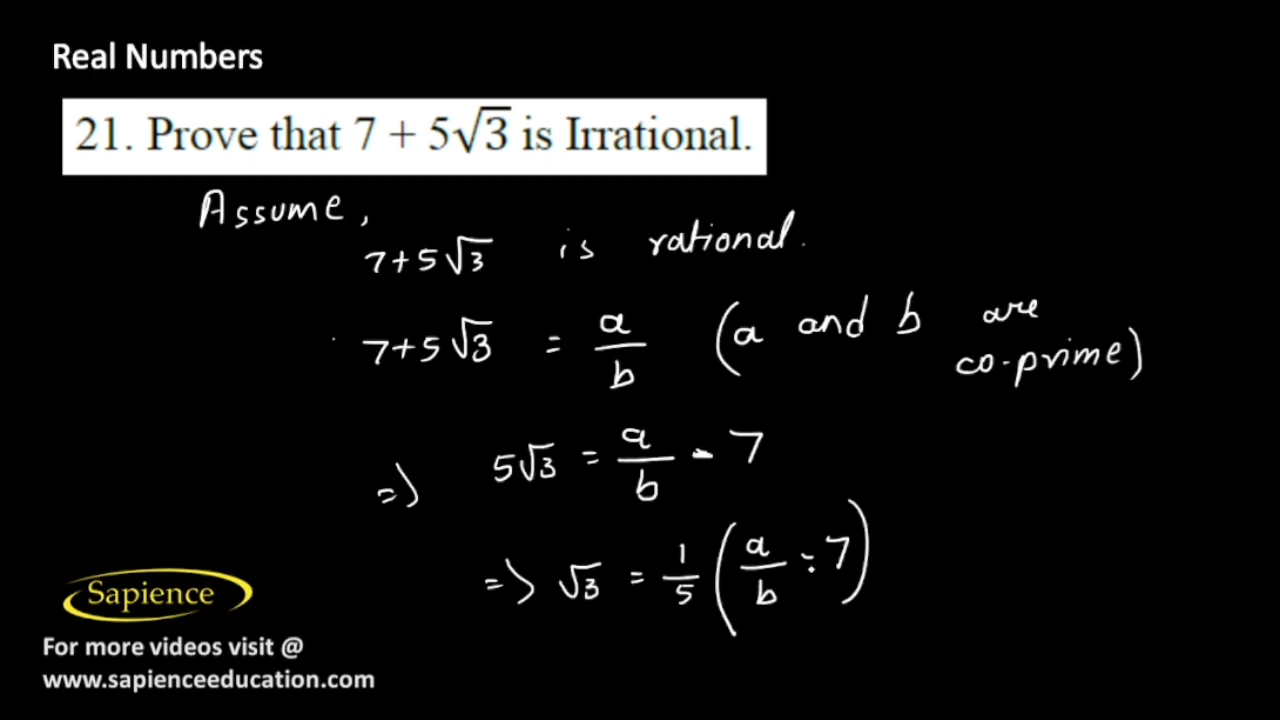 Real Numbers
21. Prove that 7 + 5√3 is Irrational.
Assume,
7+5√3 is rational.
7+5√3 = a/b (a and b are
co-prime)
=> 5√3 = a/b - 7
=> √3 = 1/5 (a/b ÷ 7)
Sapience
For more videos visit @
www.sapienceeducation.com